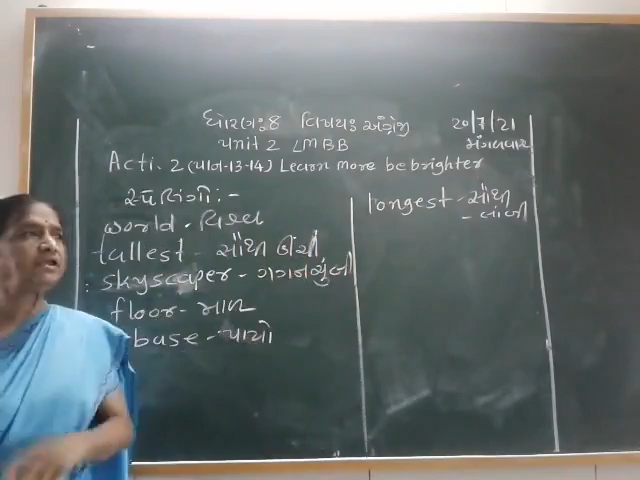 ધોરણ:8 વિષય: અંગ્રેજી 20/7/21
યુનિટ 2 LMBB મંગળવાર
Acti. 2 (પાન-13-14) Learn more be brighter
સ્પેલિંગો :-
world - વિશ્વ
tallest - સૌથી ઊંચી
skyscaper - ગગનચુંબી
floor - માળ
base - પાયો
longest - સૌથી
- લાંબી